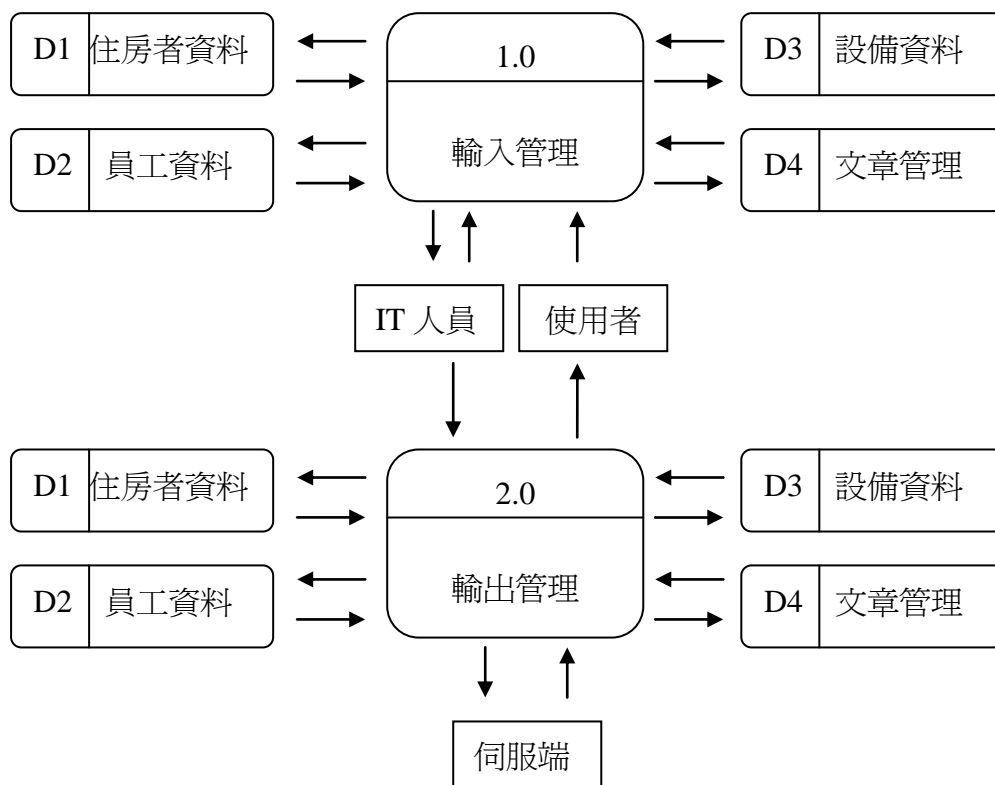 D1 住房者資料
1.0
D3 設備資料
D2 員工資料
輸入管理
D4 文章管理
IT 人員
使用者
D1 住房者資料
2.0
D3 設備資料
D2 員工資料
輸出管理
D4 文章管理
伺服端